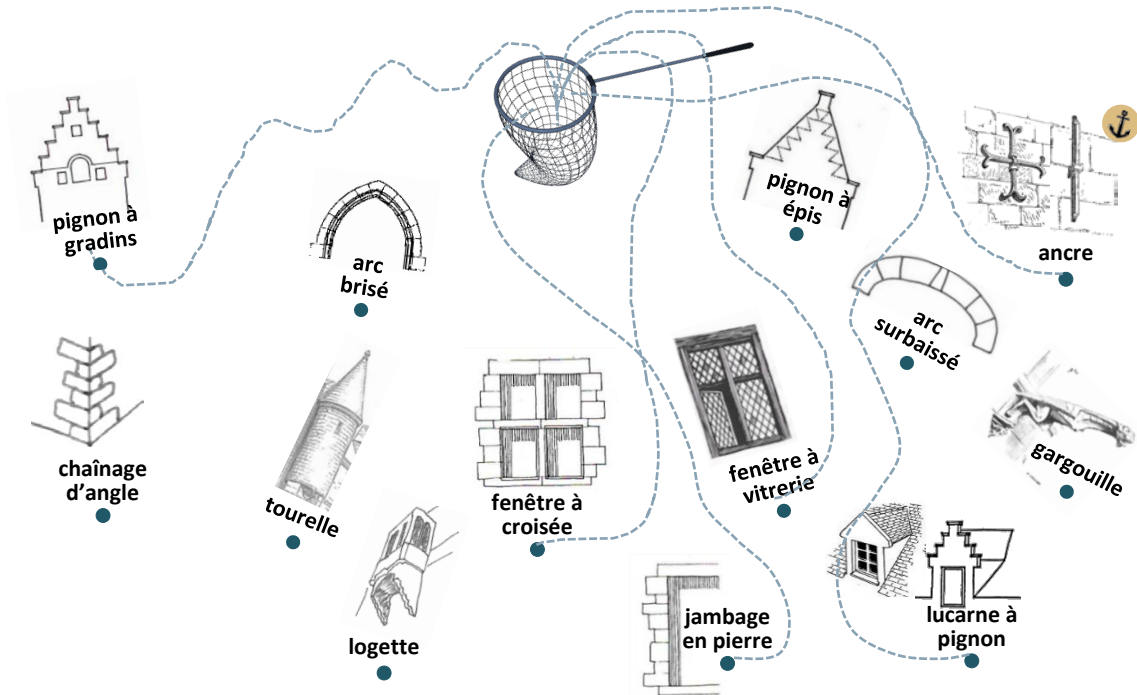 pignon à
gradins
arc
brisé
pignon à
épis
ancre
arc
surbaissé
chaînage
d'angle
tourelle
fenêtre à
croisée
fenêtre à
vitrerie
gargouille
logette
jambage
en pierre
lucarne à
pignon